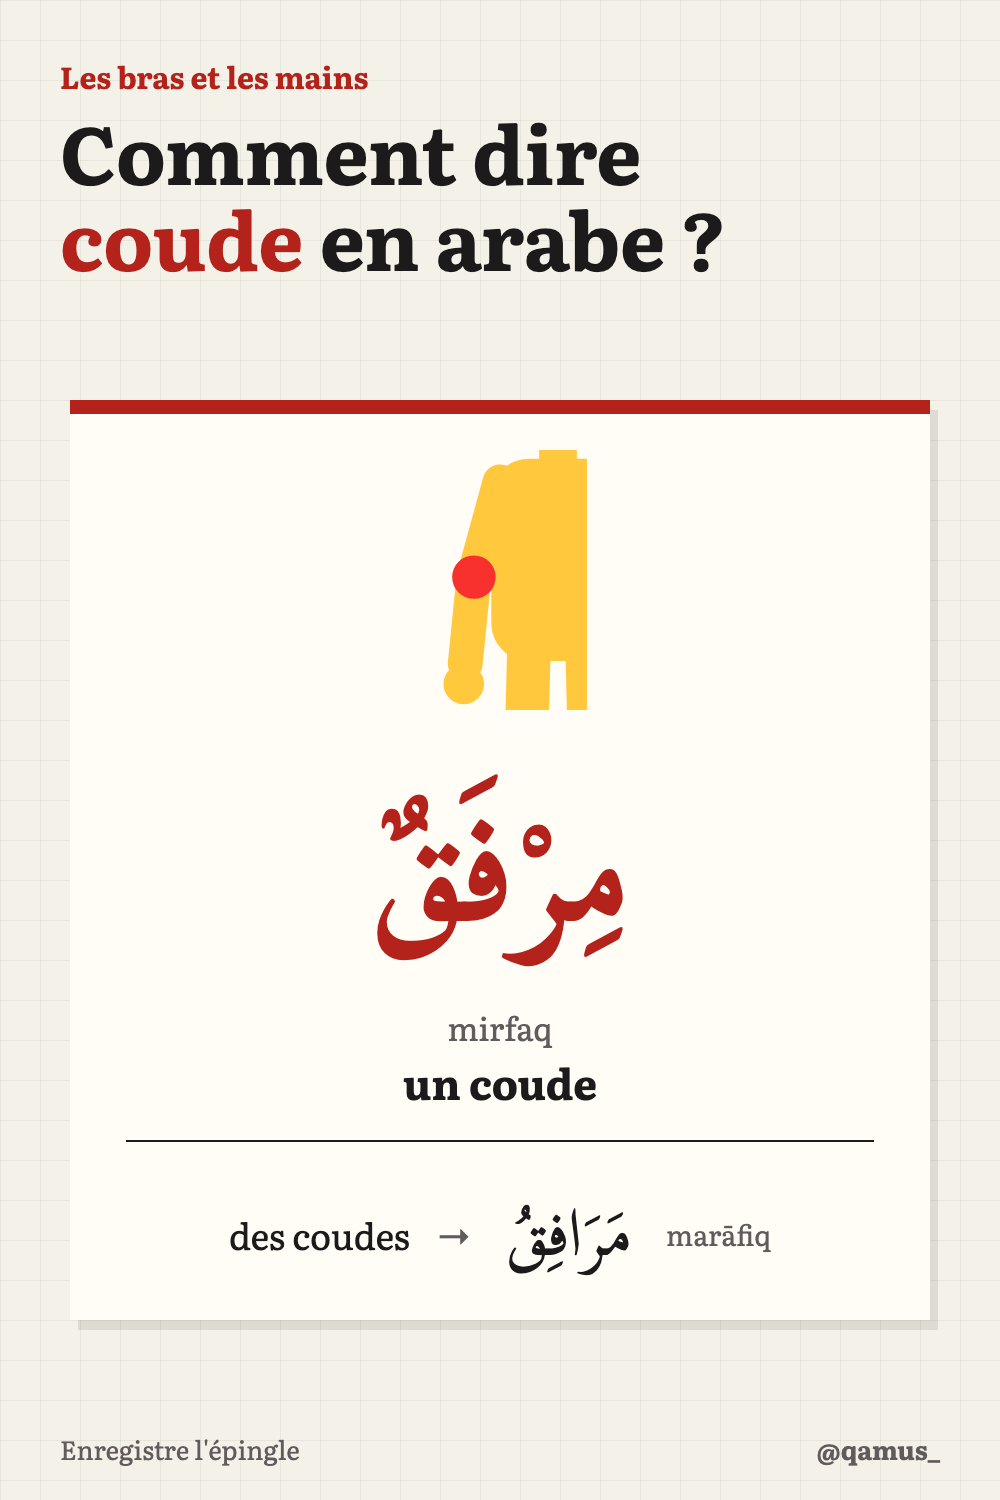 Les bras et les mains
Comment dire
coude en arabe ?
مِرْفَقٌ
mirfaq
un coude
des coudes → مَرَافِقُ marāfiq
Enregistre l'épingle
@qamus_